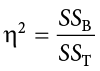 η² = SS_B / SS_T